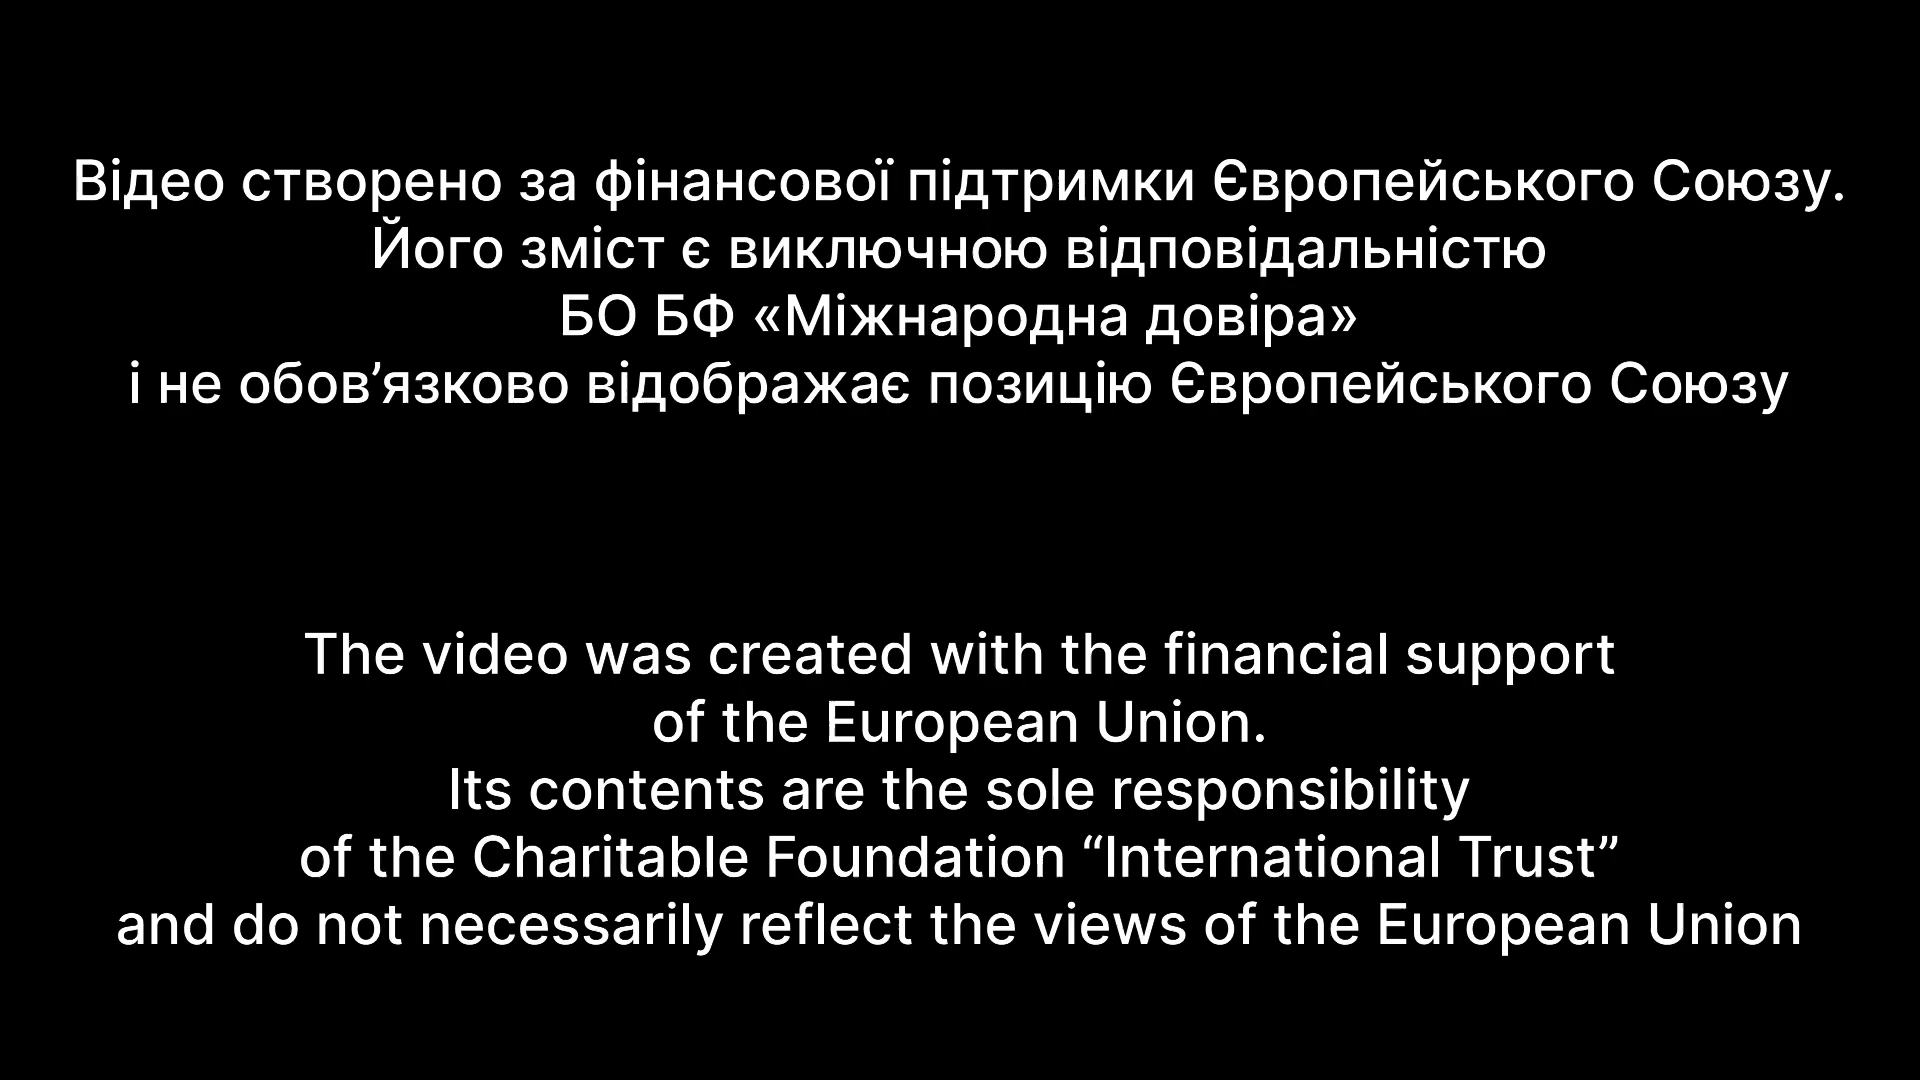 Відео створено за фінансової підтримки Європейського Союзу.
Його зміст є виключною відповідальністю
БО БФ «Міжнародна довіра»
і не обов’язково відображає позицію Європейського Союзу
The video was created with the financial support
of the European Union.
Its contents are the sole responsibility
of the Charitable Foundation “International Trust”
and do not necessarily reflect the views of the European Union